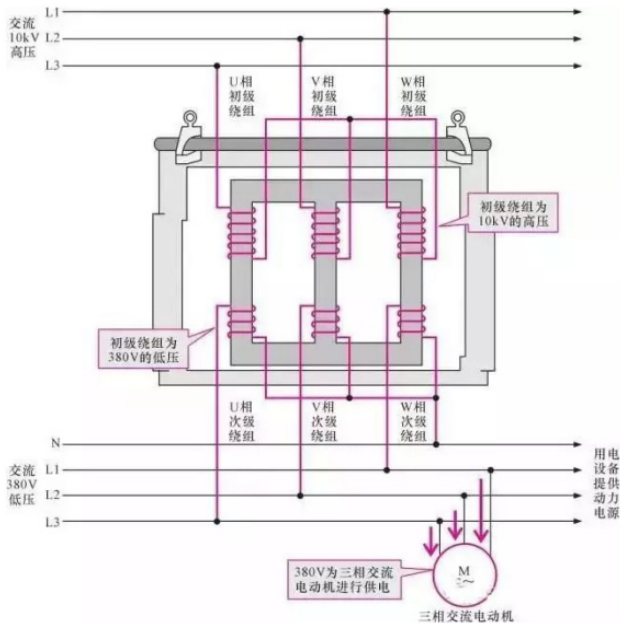 交流
10kV
高压
L1
L2
L3
U相
初级
绕组
V相
初级
绕组
W相
初级
绕组
初级绕组为
10kV的高压
初级绕组为
380V的低压
U相
次级
绕组
V相
次级
绕组
W相
次级
绕组
交流
380V
低压
N
L1
L2
L3
用电
设备
提供
动力
电源
380V为三相交流
电动机进行供电
M
3~
三相交流电动机